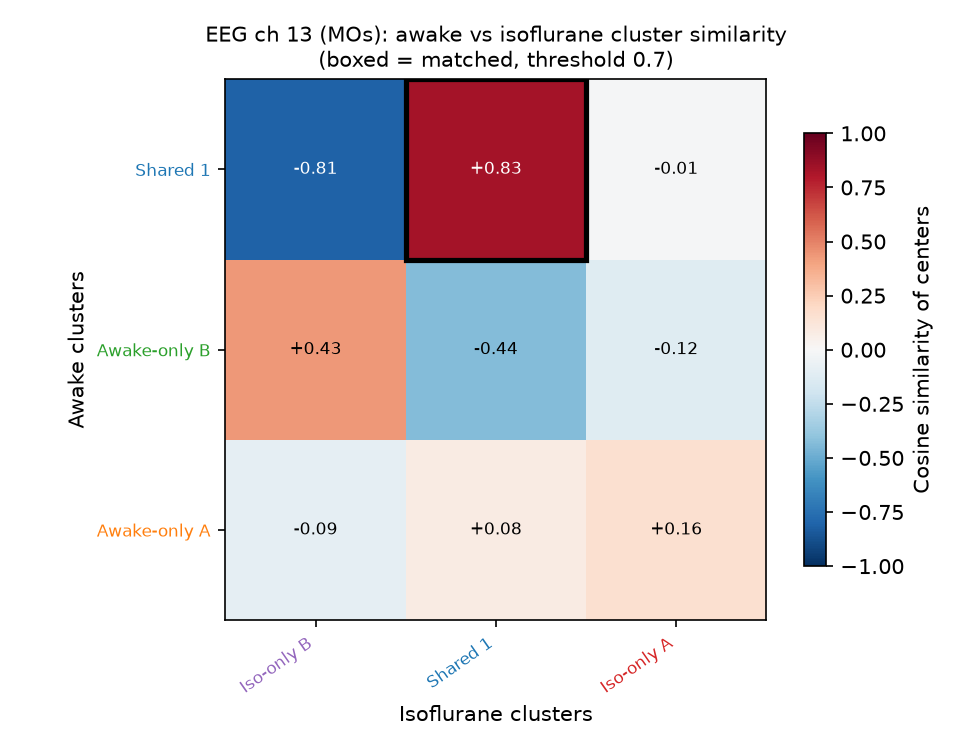 EEG ch 13 (MOs): awake vs isoflurane cluster similarity
(boxed = matched, threshold 0.7)
Awake clusters
Shared 1
-0.81
+0.83
-0.01
Awake-only B
+0.43
-0.44
-0.12
Awake-only A
-0.09
+0.08
+0.16
Iso-only B
Shared 1
Iso-only A
Isoflurane clusters
1.00
0.75
0.50
0.25
0.00
−0.25
−0.50
−0.75
−1.00
Cosine similarity of centers